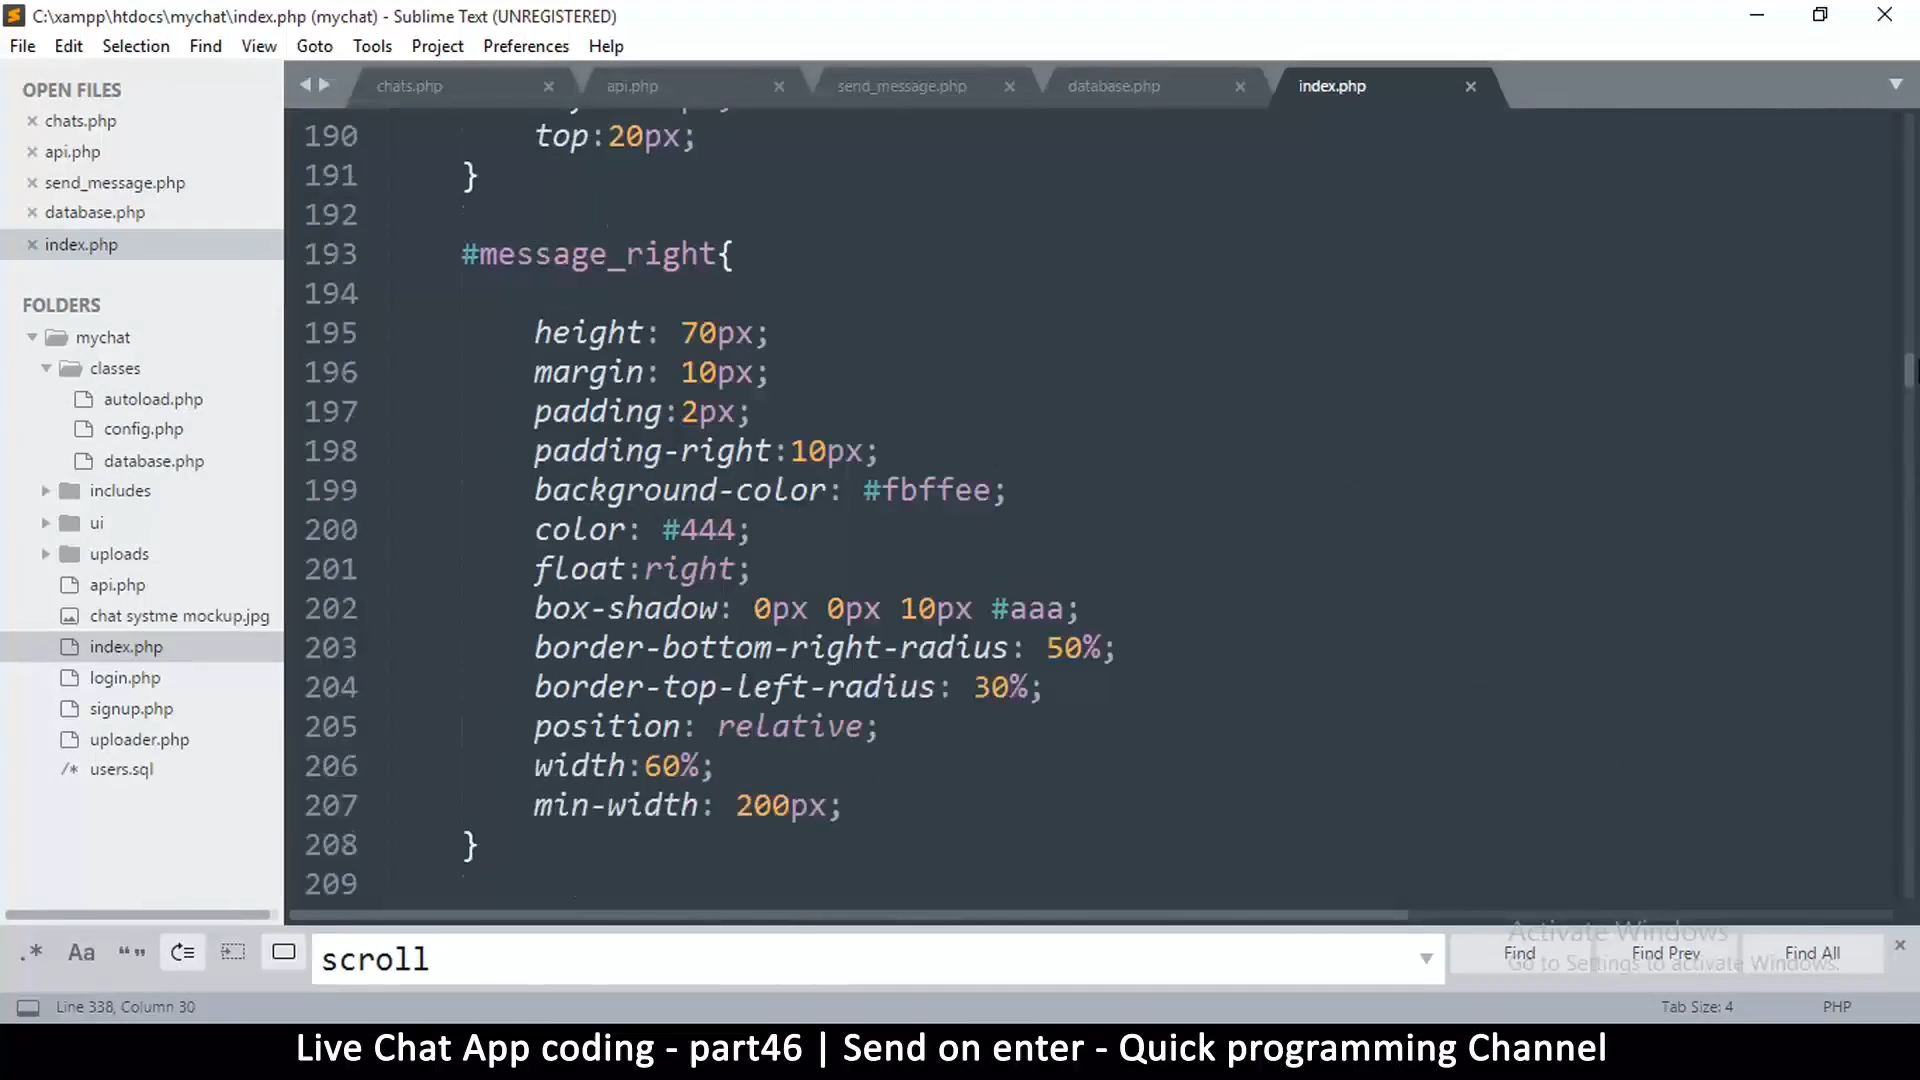 C:\xampp\htdocs\mychat\index.php (mychat) - Sublime Text (UNREGISTERED)
File Edit Selection Find View Goto Tools Project Preferences Help
OPEN FILES
chats.php
api.php
send_message.php
database.php
index.php
FOLDERS
mychat
classes
autoload.php
config.php
database.php
includes
ui
uploads
api.php
chat systme mockup.jpg
index.php
login.php
signup.php
uploader.php
/* users.sql
chats.php api.php send_message.php database.php index.php
190 top:20px;
191 }
192
193 #message_right{
194
195 height: 70px;
196 margin: 10px;
197 padding:2px;
198 padding-right:10px;
199 background-color: #fbffee;
200 color: #444;
201 float:right;
202 box-shadow: 0px 0px 10px #aaa;
203 border-bottom-right-radius: 50%;
204 border-top-left-radius: 30%;
205 position: relative;
206 width:60%;
207 min-width: 200px;
208 }
209
.* Aa “” scroll Find Find Prev Find All
Activate Windows
Go to Settings to activate Windows.
Line 338, Column 30 Tab Size: 4 PHP
Live Chat App coding - part46 | Send on enter - Quick programming Channel